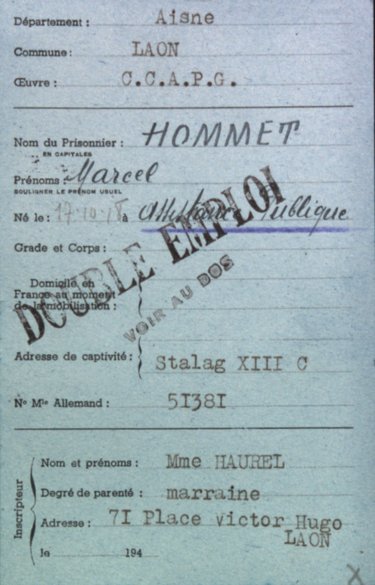 Département : Aisne
Commune : LAON
Œuvre : C.C.A.P.G.
Nom du Prisonnier : HOMMET
EN CAPITALES
Prénoms : Marcel
SOULIGNER LE PRÉNOM USUEL
Né le : 17.10.18 à Assistance Publique
Grade et Corps :
DOUBLE EMPLOI
VOIR AU DOS
Domicile en
France au moment
de la mobilisation :
Adresse de captivité : Stalag XIII C
No Mle Allemand : 5I38I
Inscripteur
Nom et prénoms : Mme HAUREL
Degré de parenté : marraine
Adresse : 7I Place victor Hugo
LAON
le 194
X